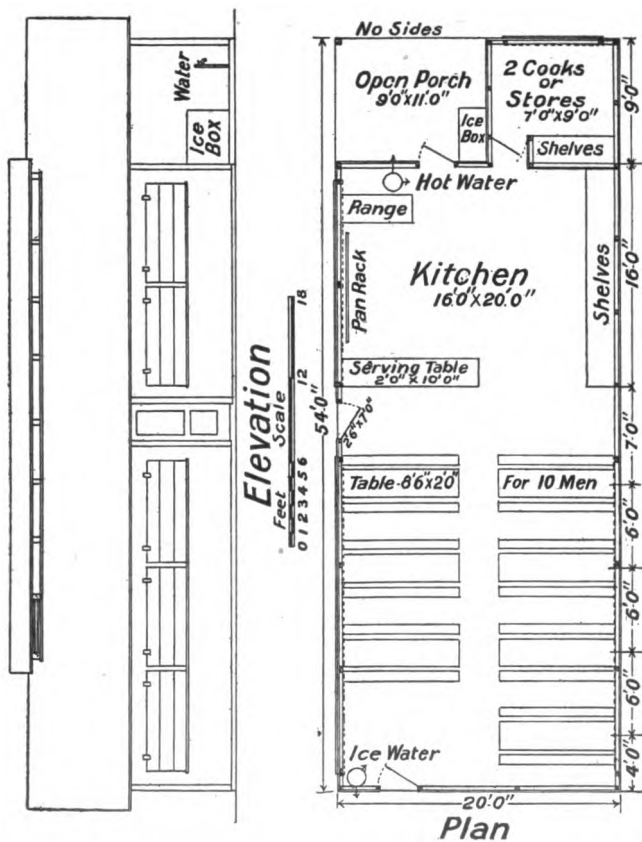 Water
Ice
Box
Elevation
Scale
Feet
0 1 2 3 4 5 6 12 18
No Sides
Open Porch
9'0"x11'0"
2 Cooks
or
Stores
7'0"x9'0"
Ice
Box
Shelves
9'0"
Hot Water
Range
Pan Rack
Kitchen
16'0"x20'0"
Shelves
16'0"
Serving Table
2'0"x10'0"
54'0"
2'6"x7'0"
7'0"
Table-8'6"x2'0"
For 10 Men
6'0"
6'0"
6'0"
4'0"
Ice Water
20'0"
Plan